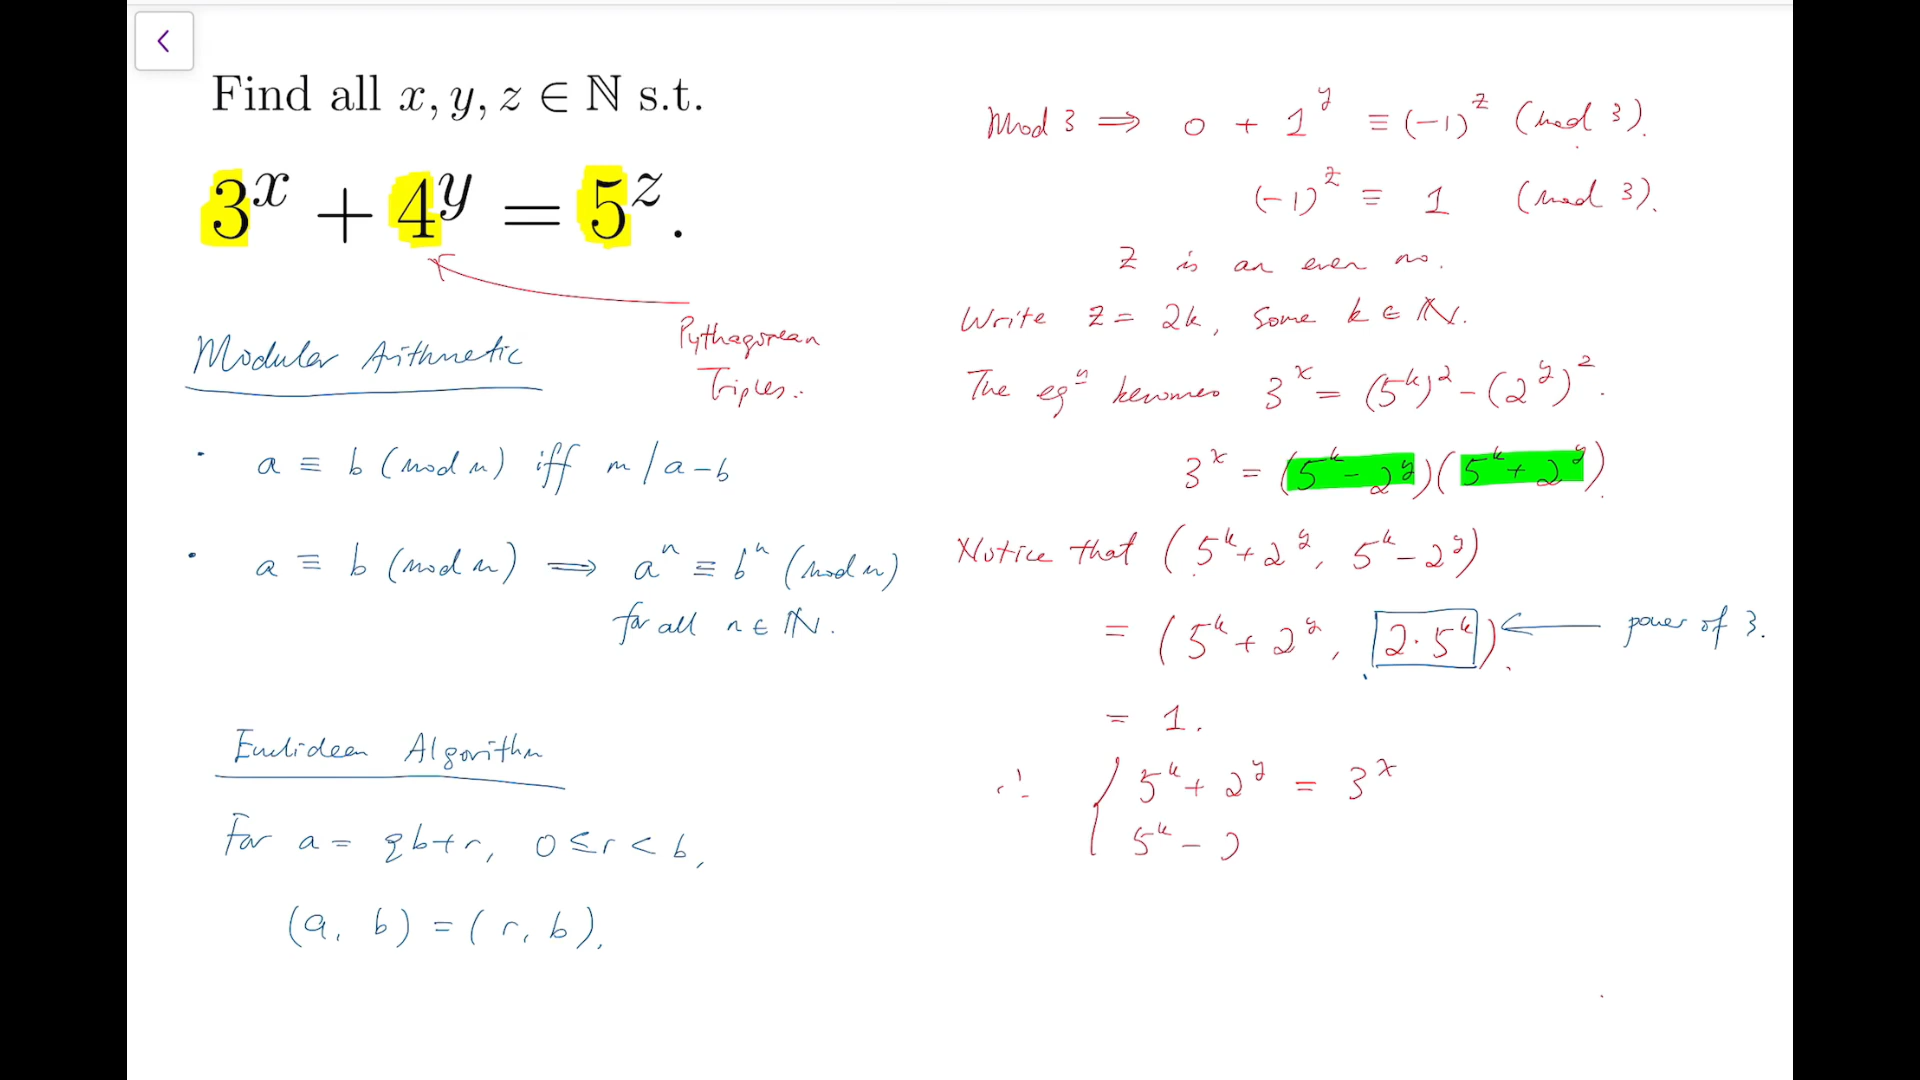 Find all x, y, z ∈ ℕ s.t.
3^x + 4^y = 5^z.
Pythagorean
Triples.
Modular Arithmetic
· a ≡ b (mod m) iff m | a-b
· a ≡ b (mod m) ⟹ a^n ≡ b^n (mod m)
for all n ∈ ℕ.
Euclidean Algorithm
For a = qb+r, 0 ≤ r < b,
(a, b) = (r, b).
Mod 3 ⟹ 0 + 1^y ≡ (-1)^z (mod 3).
(-1)^z ≡ 1 (mod 3).
z is an even no.
Write z = 2k, some k ∈ ℕ.
The eq^n becomes 3^x = (5^k)^2 - (2^y)^2.
3^x = (5^k - 2^y)(5^k + 2^y).
Notice that (5^k + 2^y, 5^k - 2^y)
= (5^k + 2^y, 2·5^k). ← power of 3.
= 1.
∴ { 5^k + 2^y = 3^x
5^k - 2